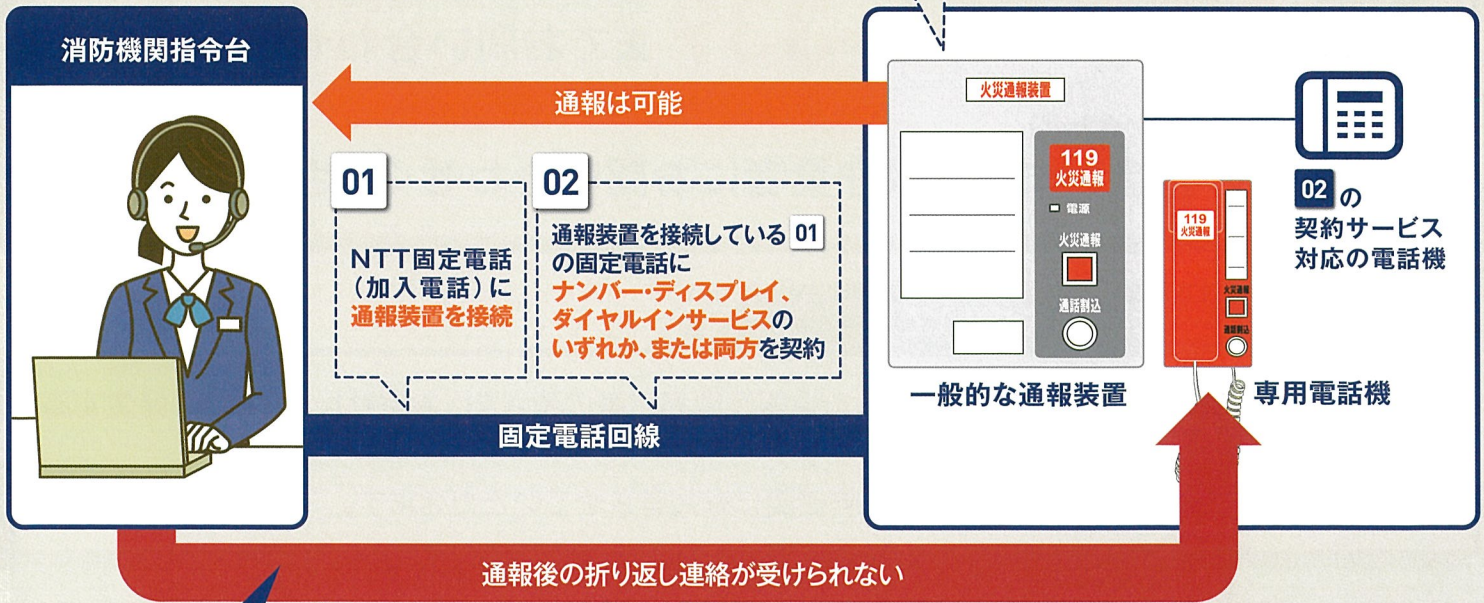 消防機関指令台
通報は可能
01
NTT固定電話
(加入電話)に
通報装置を接続
02
通報装置を接続している 01
の固定電話に
ナンバー・ディスプレイ、
ダイヤルインサービスの
いずれか、または両方を契約
固定電話回線
火災通報装置
119
火災通報
電源
火災通報
通話割込
一般的な通報装置
119
火災通報
火災通報
通話割込
専用電話機
02 の
契約サービス
対応の電話機
通報後の折り返し連絡が受けられない